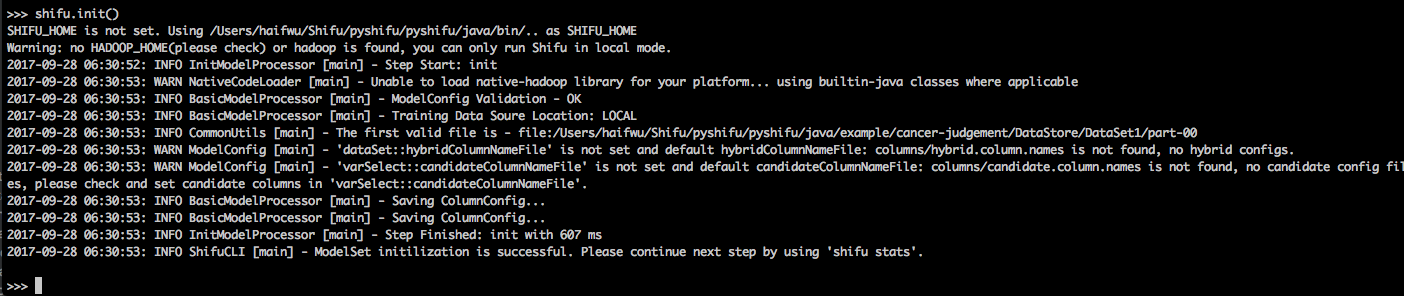 >>> shifu.init()
SHIFU_HOME is not set. Using /Users/haifwu/Shifu/pyshifu/pyshifu/java/bin/.. as SHIFU_HOME
Warning: no HADOOP_HOME(please check) or hadoop is found, you can only run Shifu in local mode.
2017-09-28 06:30:52: INFO InitModelProcessor [main] - Step Start: init
2017-09-28 06:30:53: WARN NativeCodeLoader [main] - Unable to load native-hadoop library for your platform... using builtin-java classes where applicable
2017-09-28 06:30:53: INFO BasicModelProcessor [main] - ModelConfig Validation - OK
2017-09-28 06:30:53: INFO BasicModelProcessor [main] - Training Data Soure Location: LOCAL
2017-09-28 06:30:53: INFO CommonUtils [main] - The first valid file is - file:/Users/haifwu/Shifu/pyshifu/pyshifu/java/example/cancer-judgement/DataStore/DataSet1/part-00
2017-09-28 06:30:53: WARN ModelConfig [main] - 'dataSet::hybridColumnNameFile' is not set and default hybridColumnNameFile: columns/hybrid.column.names is not found, no hybrid configs.
2017-09-28 06:30:53: WARN ModelConfig [main] - 'varSelect::candidateColumnNameFile' is not set and default candidateColumnNameFile: columns/candidate.column.names is not found, no candidate config fil
es, please check and set candidate columns in 'varSelect::candidateColumnNameFile'.
2017-09-28 06:30:53: INFO BasicModelProcessor [main] - Saving ColumnConfig...
2017-09-28 06:30:53: INFO BasicModelProcessor [main] - Saving ColumnConfig...
2017-09-28 06:30:53: INFO InitModelProcessor [main] - Step Finished: init with 607 ms
2017-09-28 06:30:53: INFO ShifuCLI [main] - ModelSet initilization is successful. Please continue next step by using 'shifu stats'.
>>>